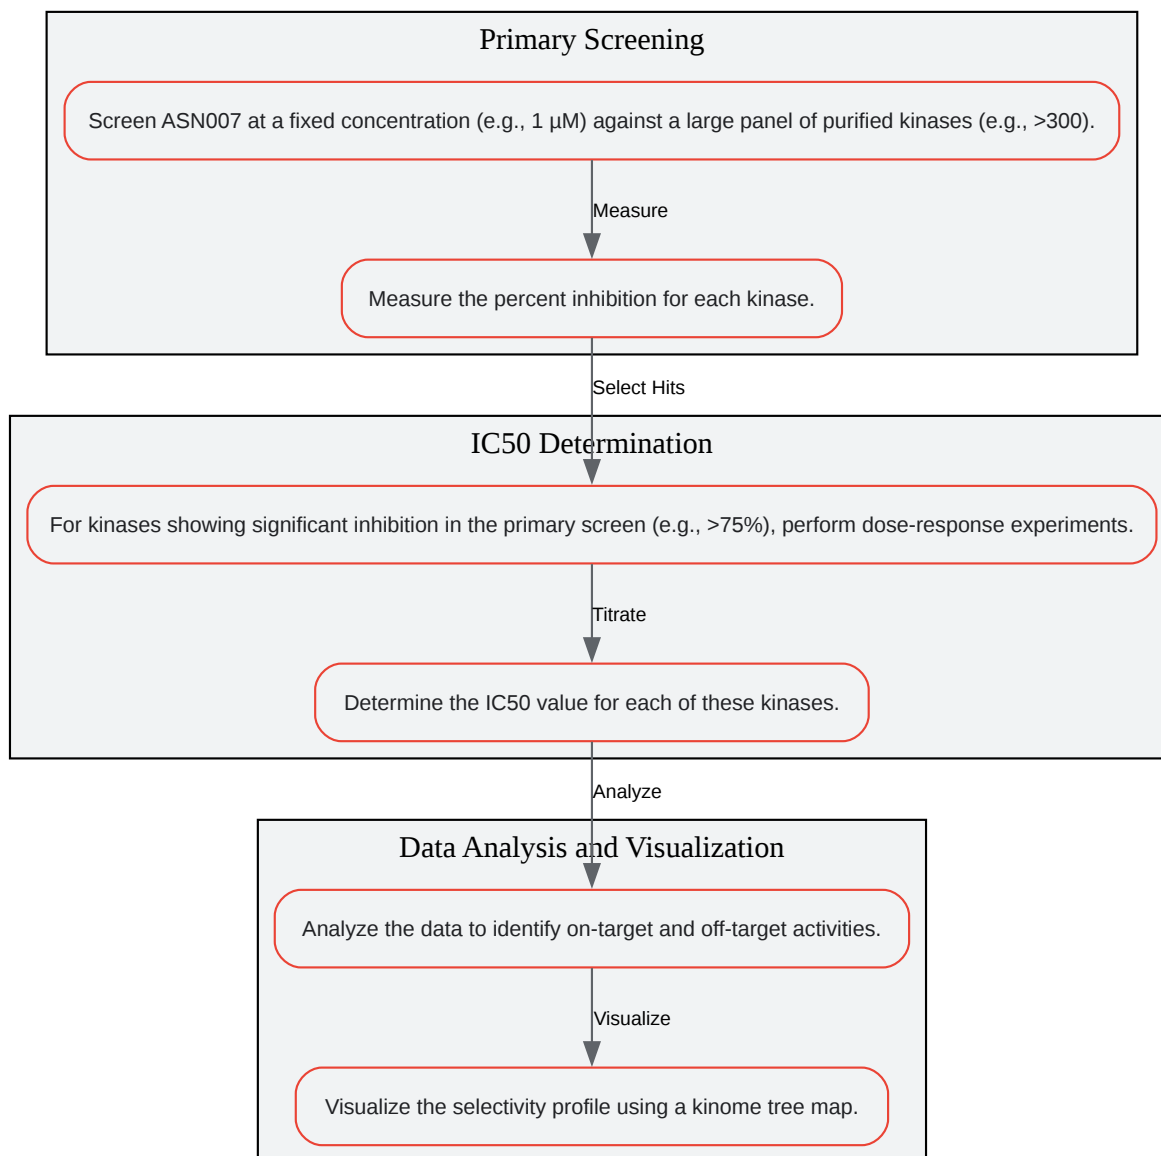 Primary Screening
Screen ASN007 at a fixed concentration (e.g., 1 µM) against a large panel of purified kinases (e.g., >300).
Measure
Measure the percent inhibition for each kinase.
Select Hits
IC50 Determination
For kinases showing significant inhibition in the primary screen (e.g., >75%), perform dose-response experiments.
Titrate
Determine the IC50 value for each of these kinases.
Analyze
Data Analysis and Visualization
Analyze the data to identify on-target and off-target activities.
Visualize
Visualize the selectivity profile using a kinome tree map.